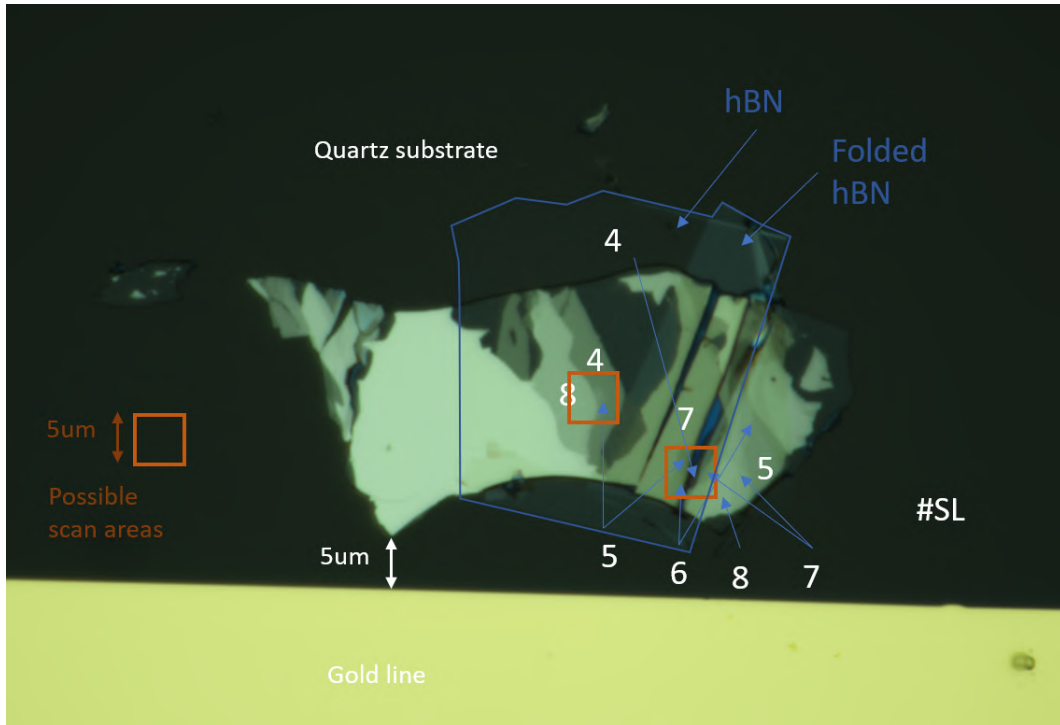 hBN
Quartz substrate
Folded
hBN
4
4
8
7
5um
5
Possible
scan areas
#SL
5um
5
6
8
7
Gold line